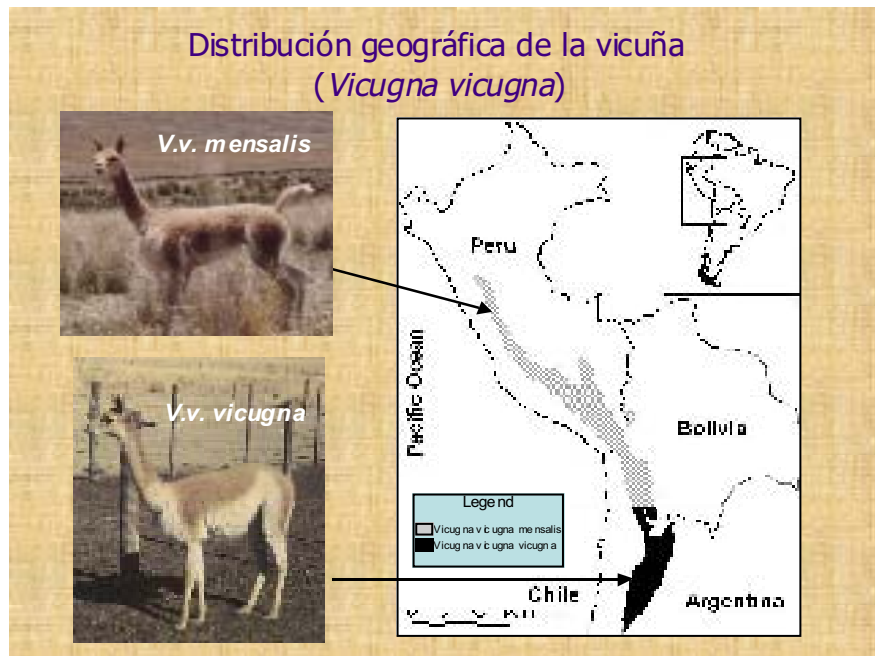 Distribución geográfica de la vicuña
(Vicugna vicugna)
V.v. mensalis
V.v. vicugna
Peru
Pacific Ocean
Bolivia
Legend
Vicugna vicugna mensalis
Vicugna vicugna vicugna
Chile
Argentina